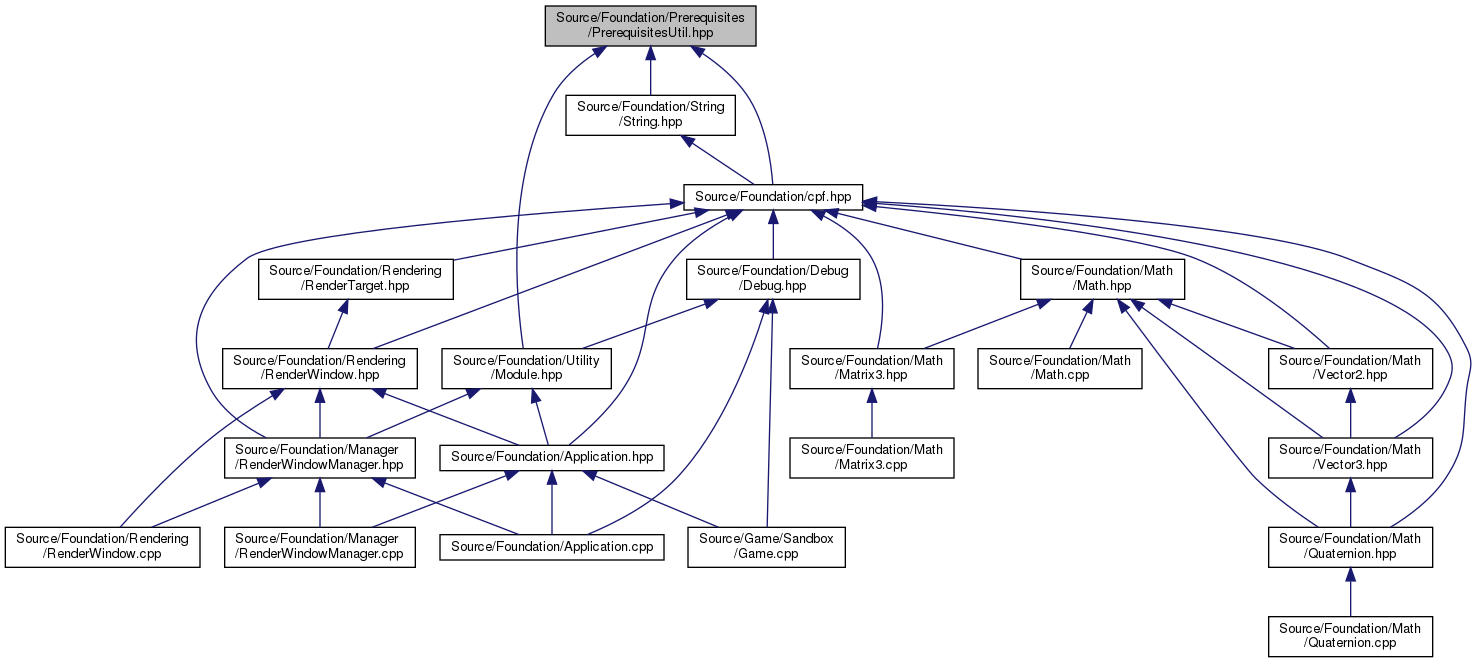 Source/Foundation/Prerequisites
/PrerequisitesUtil.hpp
Source/Foundation/String
/String.hpp
Source/Foundation/cpf.hpp
Source/Foundation/Rendering
/RenderTarget.hpp
Source/Foundation/Debug
/Debug.hpp
Source/Foundation/Math
/Math.hpp
Source/Foundation/Rendering
/RenderWindow.hpp
Source/Foundation/Utility
/Module.hpp
Source/Foundation/Math
/Matrix3.hpp
Source/Foundation/Math
/Math.cpp
Source/Foundation/Math
/Vector2.hpp
Source/Foundation/Manager
/RenderWindowManager.hpp
Source/Foundation/Application.hpp
Source/Foundation/Math
/Matrix3.cpp
Source/Foundation/Math
/Vector3.hpp
Source/Foundation/Rendering
/RenderWindow.cpp
Source/Foundation/Manager
/RenderWindowManager.cpp
Source/Foundation/Application.cpp
Source/Game/Sandbox
/Game.cpp
Source/Foundation/Math
/Quaternion.hpp
Source/Foundation/Math
/Quaternion.cpp